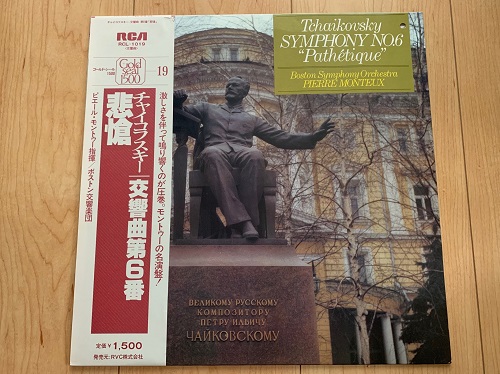 RCA
RCL-1019
Gold
seal
1500
19
チャイコフスキー 交響曲第6番
悲愴
ピエール・モントゥー指揮/ボストン交響楽団
激しさを伴って鳴り響くのが圧巻。モントゥーの名演盤!
定価¥1,500
発売元:RVC株式会社
Tchaikovsky
SYMPHONY NO.6
"Pathétique"
Boston Symphony Orchestra
PIERRE MONTEUX
ВЕЛИКОМУ РУССКОМУ
КОМПОЗИТОРУ
ПЕТРУ ИЛЬИЧУ
ЧАЙКОВСКОМУ